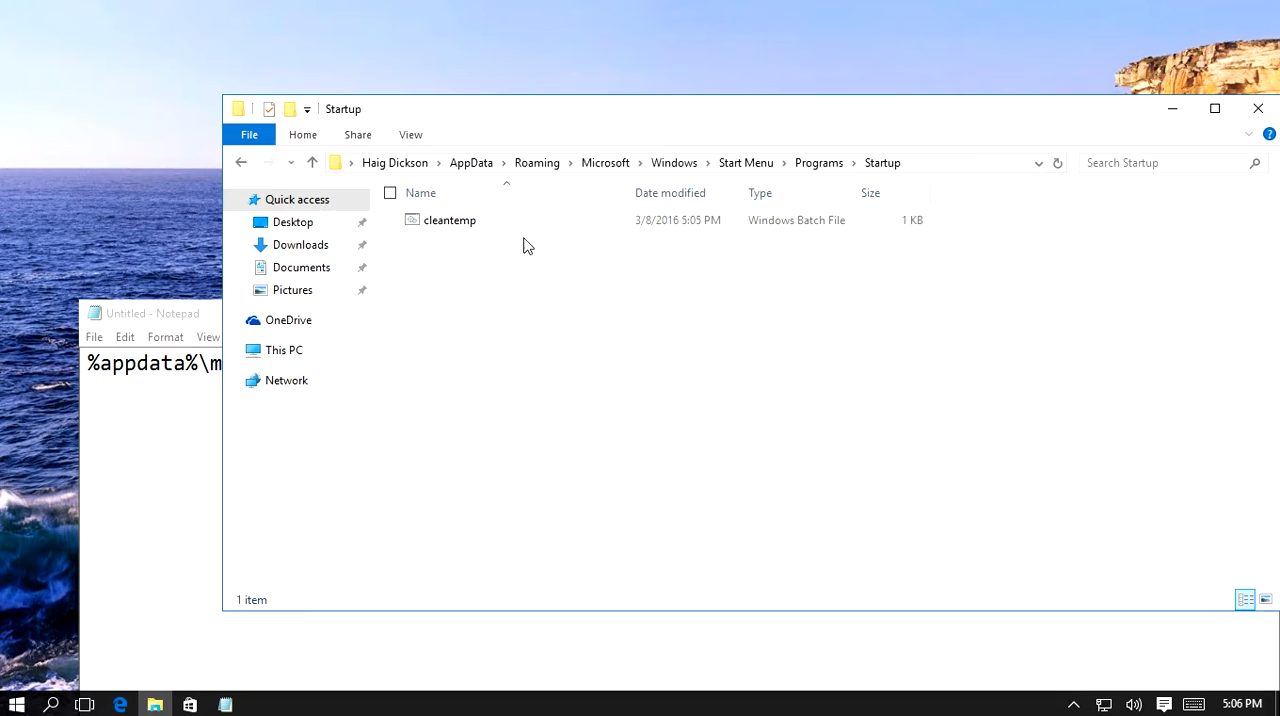 Startup
File Home Share View
Haig Dickson > AppData > Roaming > Microsoft > Windows > Start Menu > Programs > Startup
Search Startup
Name Date modified Type Size
cleantemp 3/8/2016 5:05 PM Windows Batch File 1 KB
Quick access
Desktop
Downloads
Documents
Pictures
OneDrive
This PC
Network
1 item
Untitled - Notepad
File Edit Format View
%appdata%\m
5:06 PM